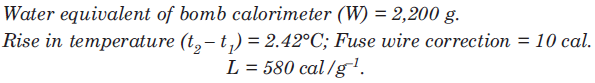 Water equivalent of bomb calorimeter (W) = 2,200 g.
Rise in temperature (t₂ – t₁) = 2.42°C; Fuse wire correction = 10 cal.
L = 580 cal/g⁻¹.